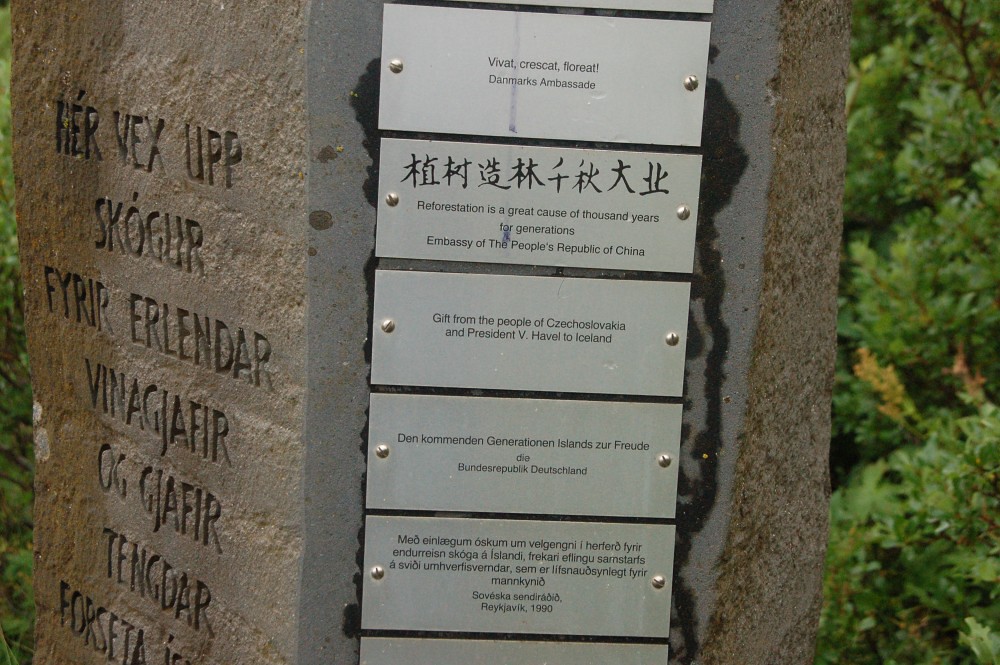 HÉR VEX UPP
SKÓGUR
FYRIR ERLENDAR
VINAGJAFIR
OG GJAFIR
TENGDAR
FORSETA
Vivat, crescat, floreat!
Danmarks Ambassade
植树造林千秋大业
Reforestation is a great cause of thousand years
for generations
Embassy of The People's Republic of China
Gift from the people of Czechoslovakia
and President V. Havel to Iceland
Den kommenden Generationen Islands zur Freude
die
Bundesrepublik Deutschland
Með einlægum óskum um velgengni í herferð fyrir
endurreisn skóga á Íslandi, frekari eflingu samstarfs
á sviði umhverfisverndar, sem er lífsnauðsynlegt fyrir
mannkynið
Sovéska sendiráðið,
Reykjavík, 1990